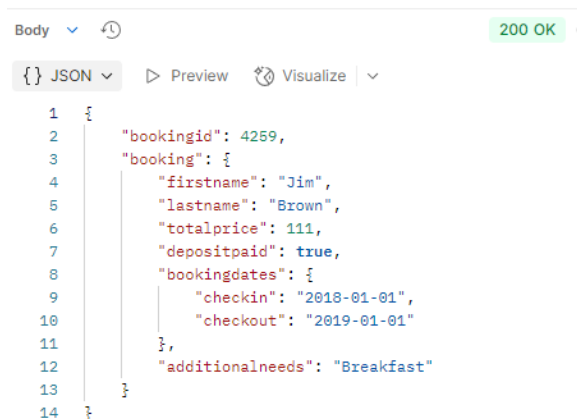 Body 200 OK
{} JSON Preview Visualize
1 {
2 "bookingid": 4259,
3 "booking": {
4 "firstname": "Jim",
5 "lastname": "Brown",
6 "totalprice": 111,
7 "depositpaid": true,
8 "bookingdates": {
9 "checkin": "2018-01-01",
10 "checkout": "2019-01-01"
11 },
12 "additionalneeds": "Breakfast"
13 }
14 }